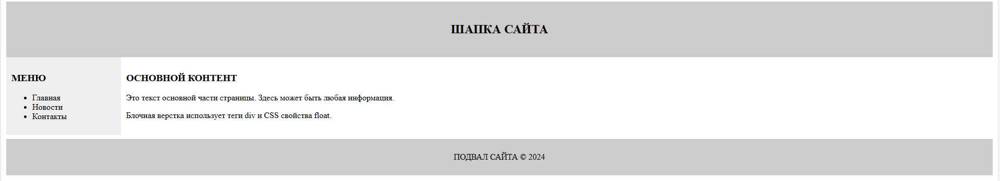 ШАПКА САЙТА
МЕНЮ
Главная
Новости
Контакты
ОСНОВНОЙ КОНТЕНТ
Это текст основной части страницы. Здесь может быть любая информация.
Блочная верстка использует теги div и CSS свойства float.
ПОДВАЛ САЙТА © 2024